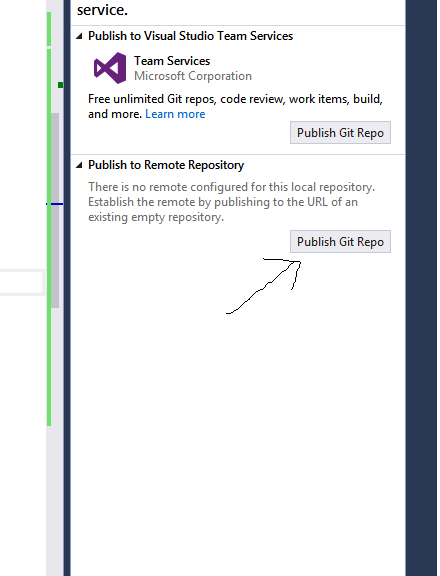 service.
Publish to Visual Studio Team Services
Team Services
Microsoft Corporation
Free unlimited Git repos, code review, work items, build,
and more. Learn more
Publish Git Repo
Publish to Remote Repository
There is no remote configured for this local repository.
Establish the remote by publishing to the URL of an
existing empty repository.
Publish Git Repo